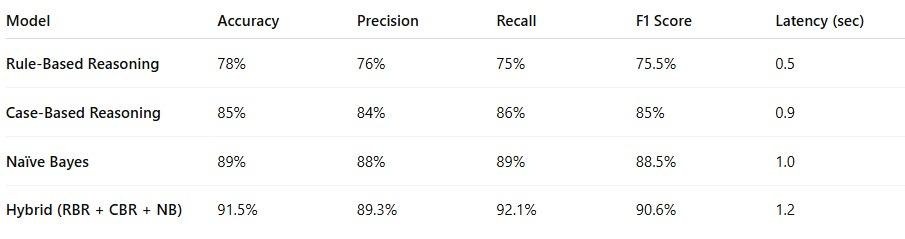 Model Accuracy Precision Recall F1 Score Latency (sec)
Rule-Based Reasoning 78% 76% 75% 75.5% 0.5
Case-Based Reasoning 85% 84% 86% 85% 0.9
Naïve Bayes 89% 88% 89% 88.5% 1.0
Hybrid (RBR + CBR + NB) 91.5% 89.3% 92.1% 90.6% 1.2